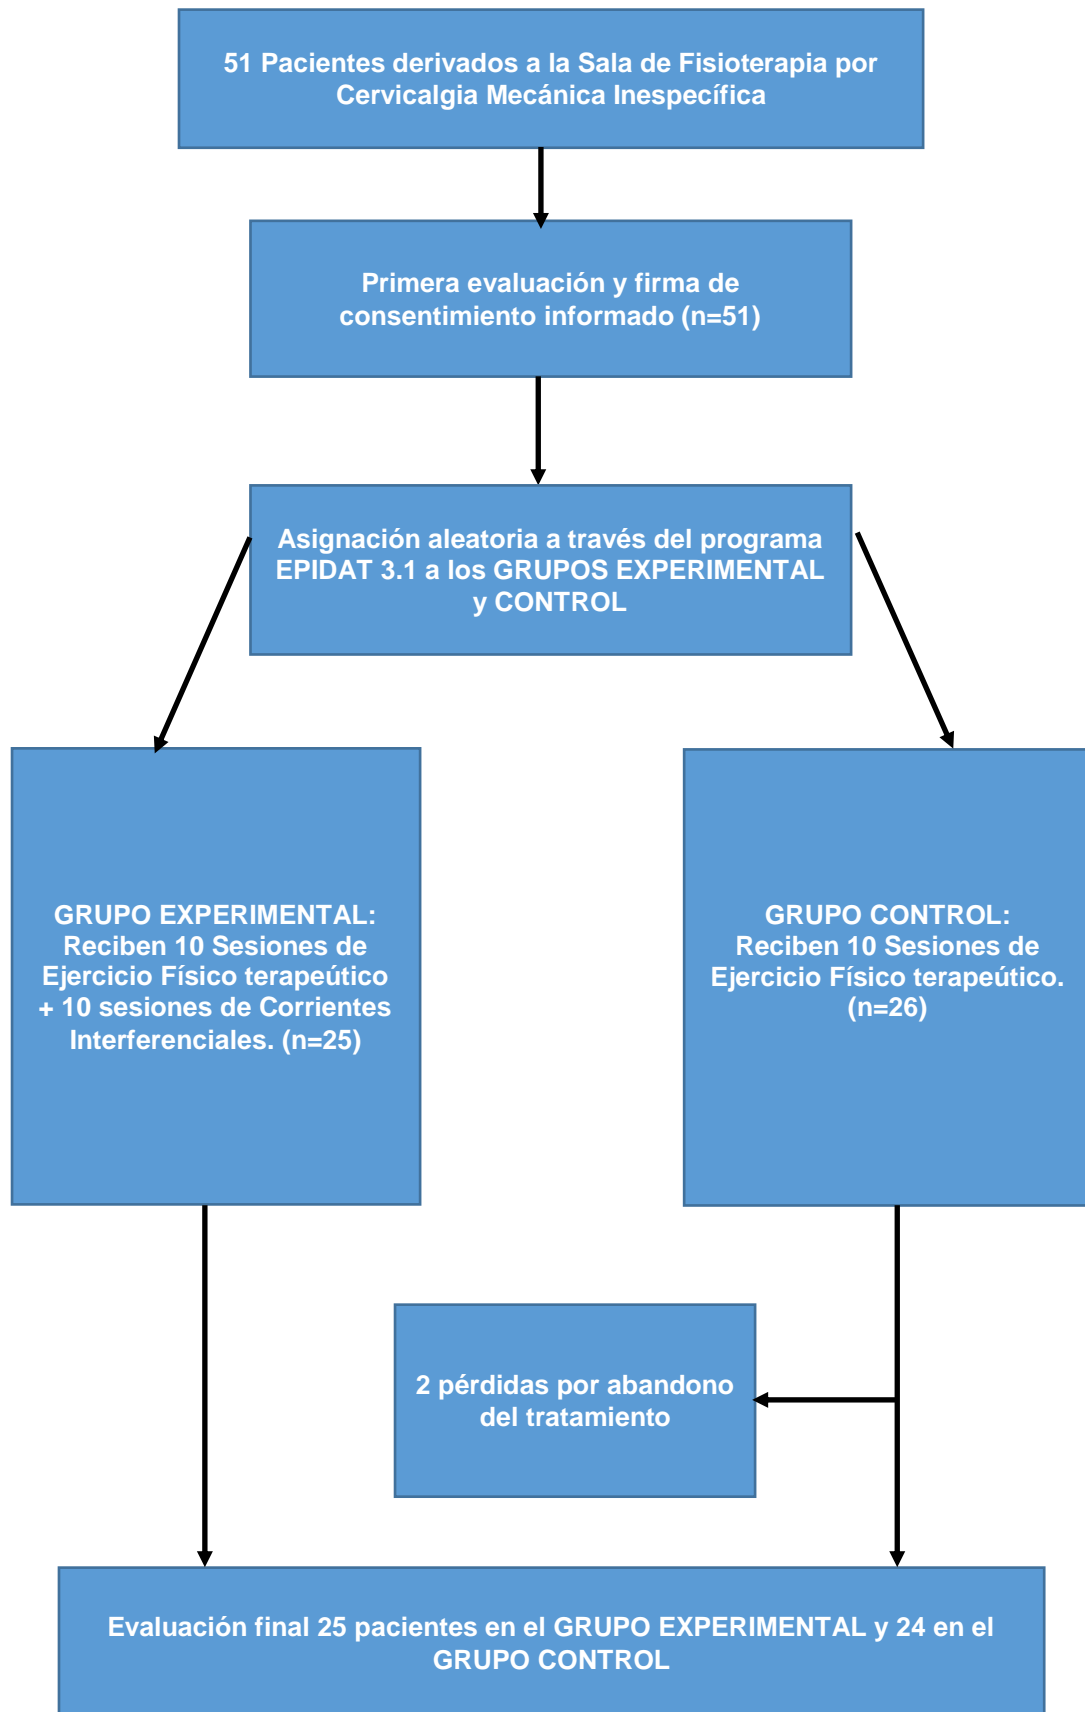 51 Pacientes derivados a la Sala de Fisioterapia por
Cervicalgia Mecánica Inespecífica
Primera evaluación y firma de
consentimiento informado (n=51)
Asignación aleatoria a través del programa
EPIDAT 3.1 a los GRUPOS EXPERIMENTAL
y CONTROL
GRUPO EXPERIMENTAL:
Reciben 10 Sesiones de
Ejercicio Físico terapeútico
+ 10 sesiones de Corrientes
Interferenciales. (n=25)
GRUPO CONTROL:
Reciben 10 Sesiones de
Ejercicio Físico terapeútico.
(n=26)
2 pérdidas por abandono
del tratamiento
Evaluación final 25 pacientes en el GRUPO EXPERIMENTAL y 24 en el
GRUPO CONTROL